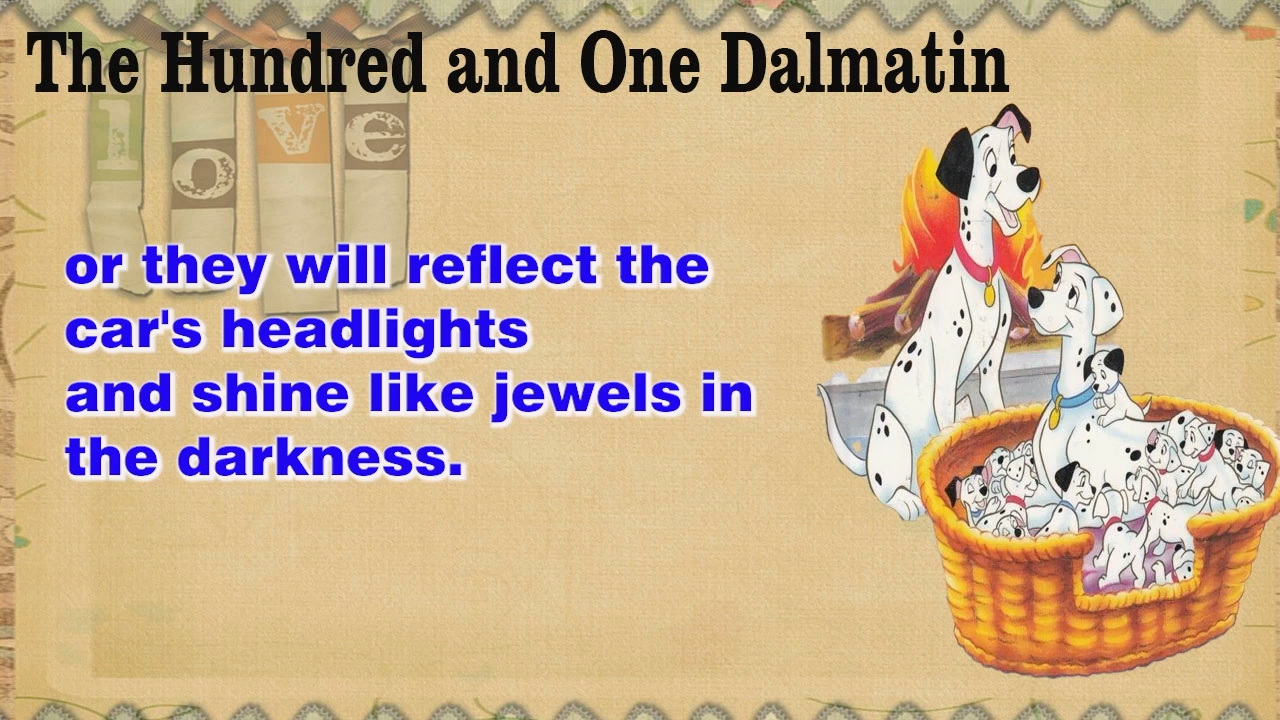 The Hundred and One Dalmatin
love
or they will reflect the
car's headlights
and shine like jewels in
the darkness.